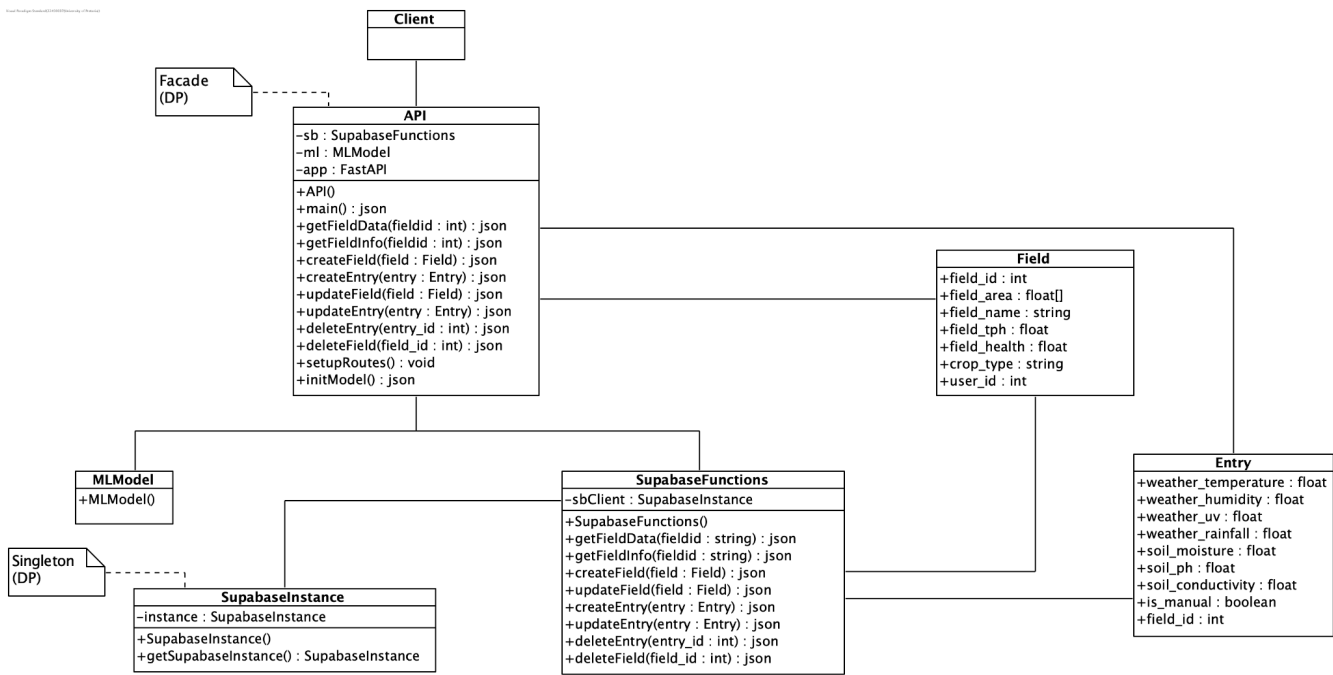 Client
Facade
(DP)
API
-sb : SupabaseFunctions
-ml : MLModel
-app : FastAPI
+API()
+main() : json
+getFieldData(fieldid : int) : json
+getFieldInfo(fieldid : int) : json
+createField(field : Field) : json
+createEntry(entry : Entry) : json
+updateField(field : Field) : json
+updateEntry(entry : Entry) : json
+deleteEntry(entry_id : int) : json
+deleteField(field_id : int) : json
+setupRoutes() : void
+initModel() : json
Field
+field_id : int
+field_area : float[]
+field_name : string
+field_tph : float
+field_health : float
+crop_type : string
+user_id : int
MLModel
+MLModel()
SupabaseFunctions
-sbClient : SupabaseInstance
+SupabaseFunctions()
+getFieldData(fieldid : string) : json
+getFieldInfo(fieldid : string) : json
+createField(field : Field) : json
+updateField(field : Field) : json
+createEntry(entry : Entry) : json
+updateEntry(entry : Entry) : json
+deleteEntry(entry_id : int) : json
+deleteField(field_id : int) : json
Entry
+weather_temperature : float
+weather_humidity : float
+weather_uv : float
+weather_rainfall : float
+soil_moisture : float
+soil_ph : float
+soil_conductivity : float
+is_manual : boolean
+field_id : int
Singleton
(DP)
SupabaseInstance
-instance : SupabaseInstance
+SupabaseInstance()
+getSupabaseInstance() : SupabaseInstance